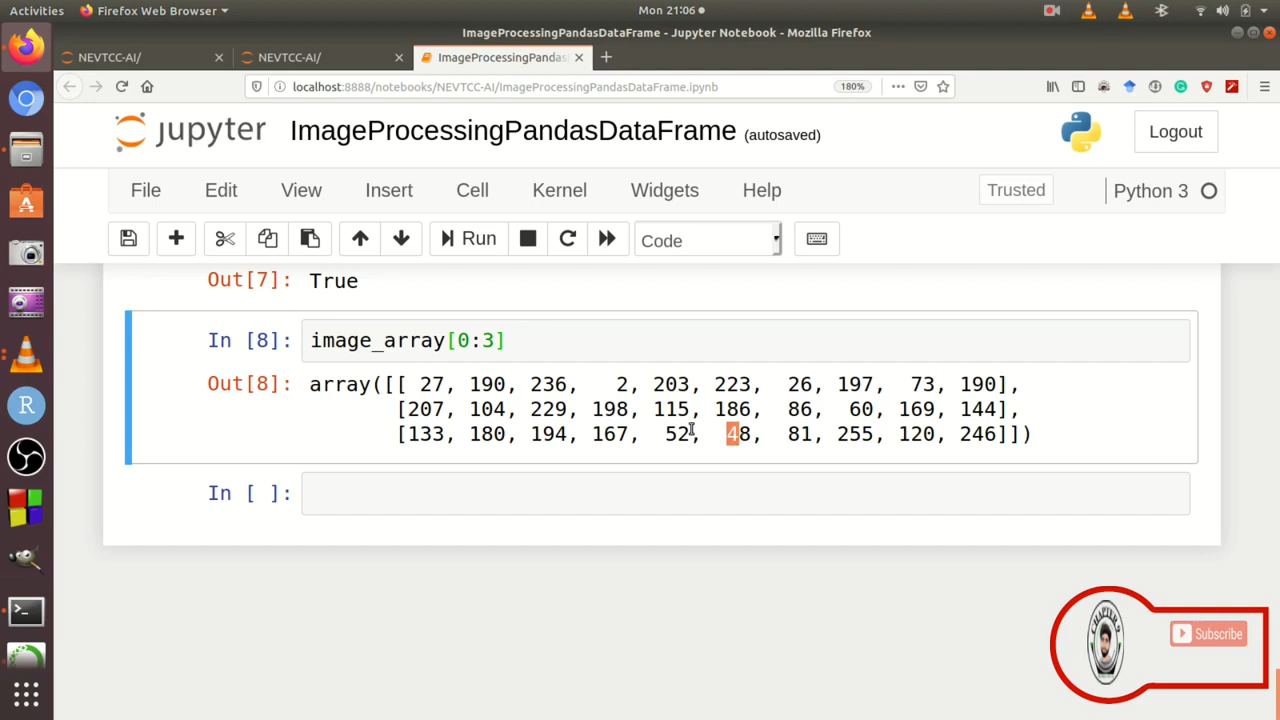 Activities Firefox Web Browser Mon 21:06
ImageProcessingPandasDataFrame - Jupyter Notebook - Mozilla Firefox
NEVTCC-AI/ NEVTCC-AI/ ImageProcessingPandas
localhost:8888/notebooks/NEVTCC-AI/ImageProcessingPandasDataFrame.ipynb 180%
jupyter ImageProcessingPandasDataFrame (autosaved) Logout
File Edit View Insert Cell Kernel Widgets Help Trusted Python 3
Run Code
Out[7]: True
In [8]: image_array[0:3]
Out[8]: array([[ 27, 190, 236,   2, 203, 223,  26, 197,  73, 190],
[207, 104, 229, 198, 115, 186,  86,  60, 169, 144],
[133, 180, 194, 167,  52,  48,  81, 255, 120, 246]])
In [ ]:
R
CHAPTER
Subscribe